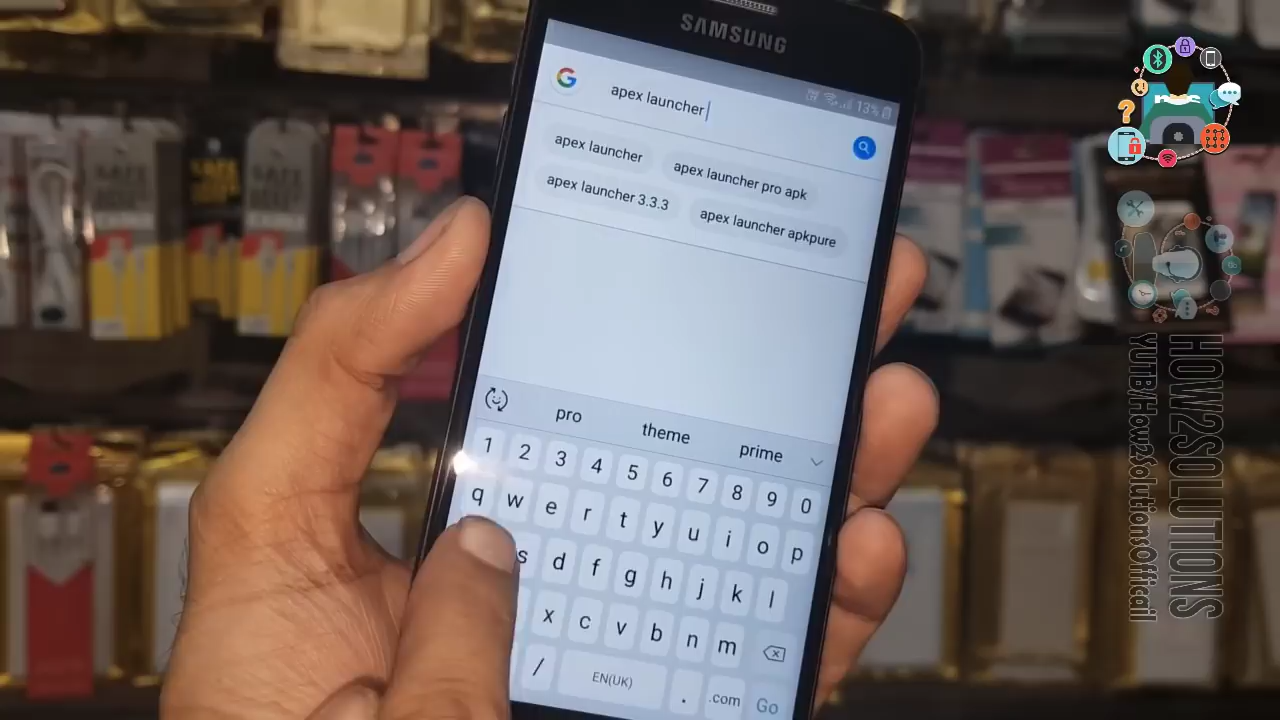 SAMSUNG
13%
apex launcher
apex launcher
apex launcher pro apk
apex launcher 3.3.3
apex launcher apkpure
pro
theme
prime
1 2 3 4 5 6 7 8 9 0
q w e r t y u i o p
s d f g h j k l
x c v b n m
/ EN(UK) . .com Go
HOW2SOLUTIONS
YUTB/How2SolutionsOfficail